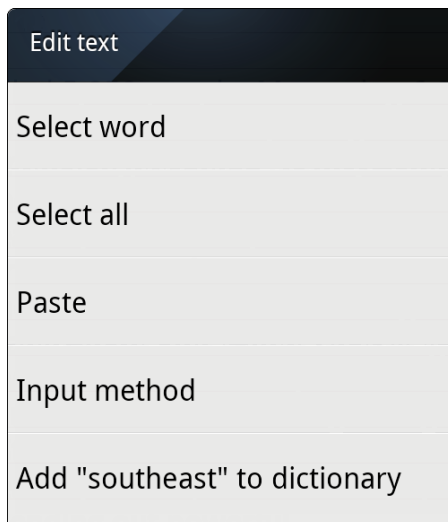 Edit text
Select word
Select all
Paste
Input method
Add "southeast" to dictionary